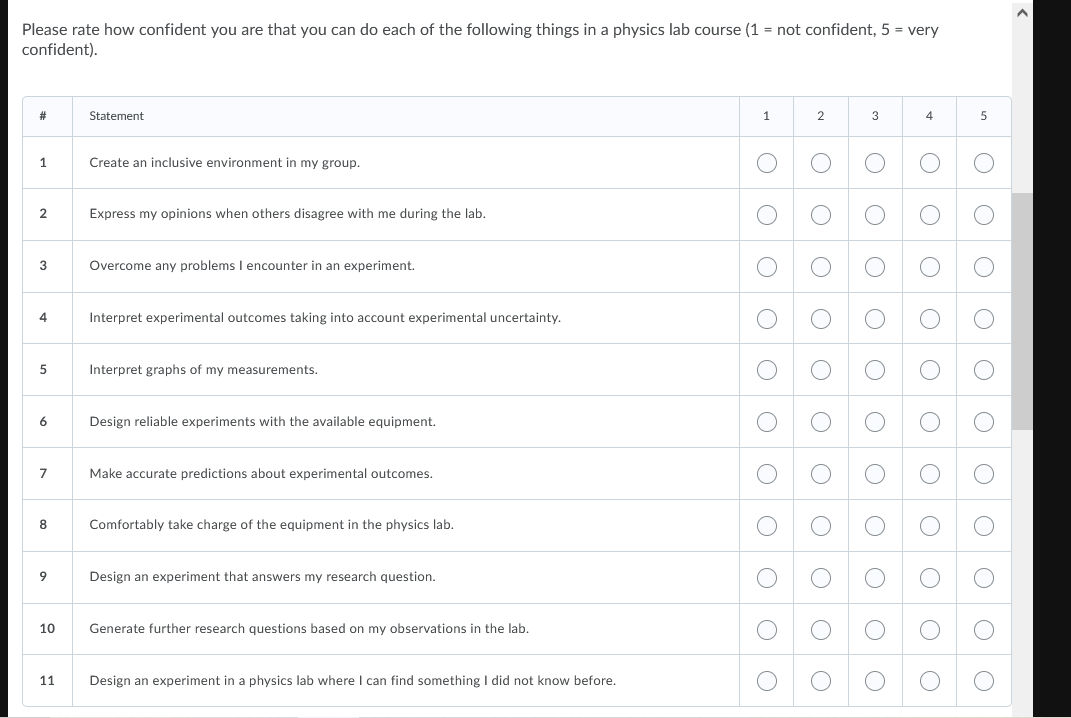 Please rate how confident you are that you can do each of the following things in a physics lab course (1 = not confident, 5 = very
confident).
# Statement 1 2 3 4 5
1 Create an inclusive environment in my group.
2 Express my opinions when others disagree with me during the lab.
3 Overcome any problems I encounter in an experiment.
4 Interpret experimental outcomes taking into account experimental uncertainty.
5 Interpret graphs of my measurements.
6 Design reliable experiments with the available equipment.
7 Make accurate predictions about experimental outcomes.
8 Comfortably take charge of the equipment in the physics lab.
9 Design an experiment that answers my research question.
10 Generate further research questions based on my observations in the lab.
11 Design an experiment in a physics lab where I can find something I did not know before.